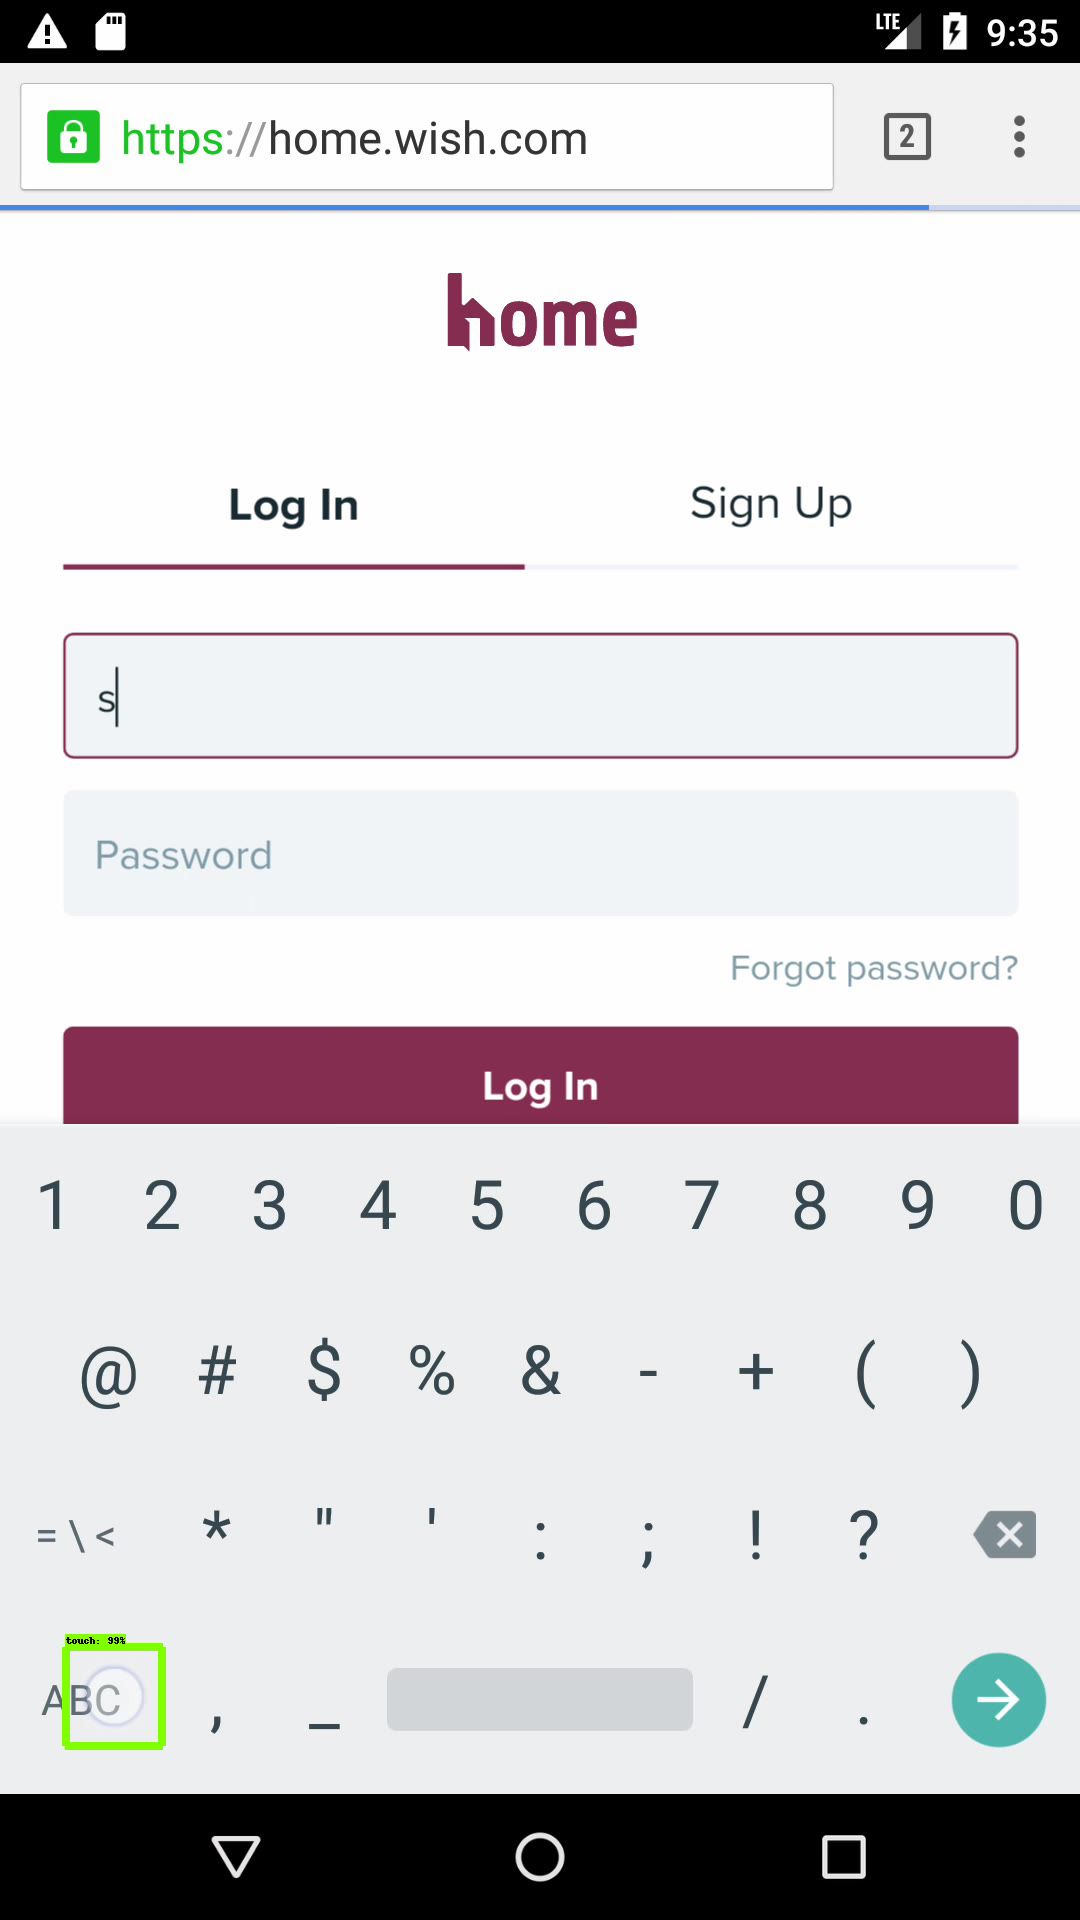 LTE 9:35
https://home.wish.com 2
home
Log In Sign Up
s
Password
Forgot password?
Log In
1 2 3 4 5 6 7 8 9 0
@ # $ % & - + ( )
= \ < * " ' : ; ! ?
touch: 99%
ABC , _ / .